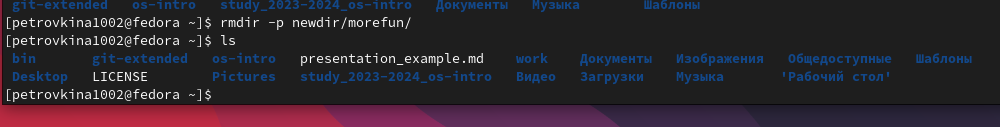 git-extended   os-intro   study_2023-2024_os-intro   Документы   Музыка        Шаблоны
[petrovkina1002@fedora ~]$ rmdir -p newdir/morefun/
[petrovkina1002@fedora ~]$ ls
bin       git-extended   os-intro   presentation_example.md    work    Документы   Изображения   Общедоступные   Шаблоны
Desktop   LICENSE        Pictures   study_2023-2024_os-intro   Видео   Загрузки    Музыка       'Рабочий стол'
[petrovkina1002@fedora ~]$